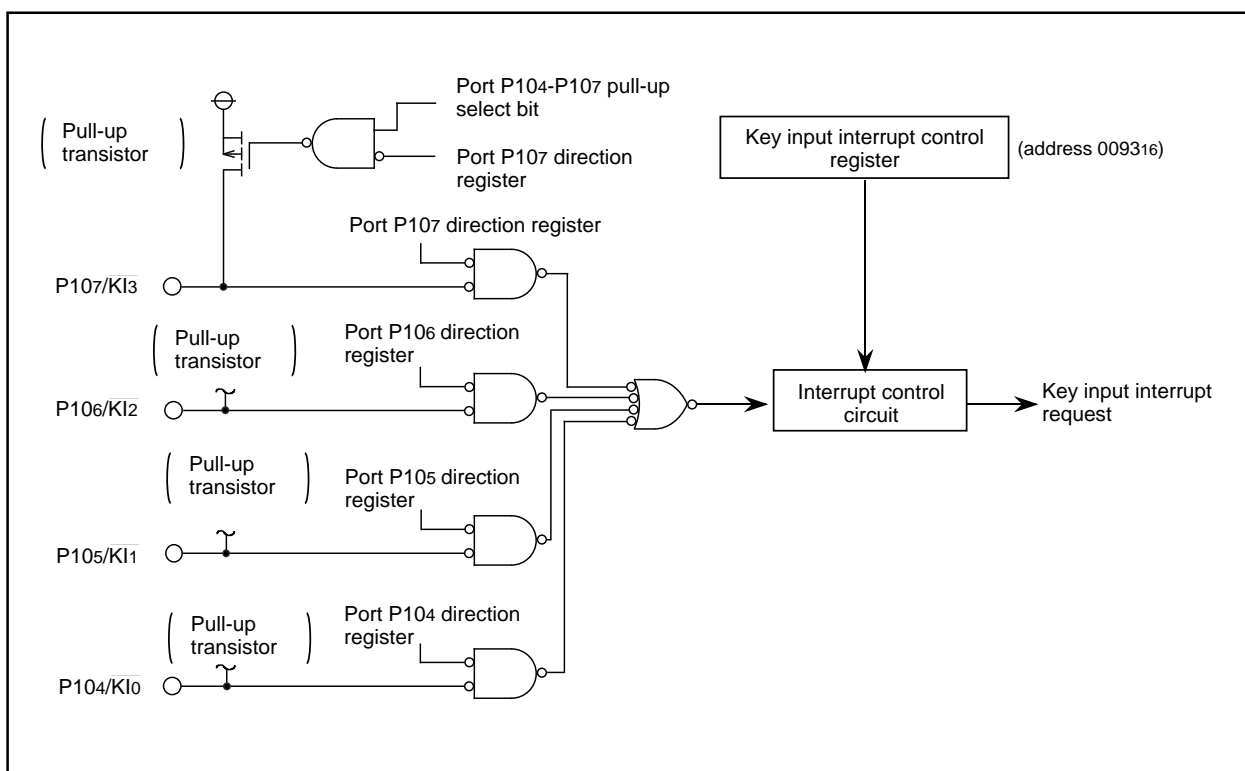 Port P104-P107 pull-up
select bit
( Pull-up
transistor )
Port P107 direction
register
Key input interrupt control
register
(address 009316)
Port P107 direction register
P107/KI3
( Pull-up
transistor )
Port P106 direction
register
P106/KI2
Interrupt control
circuit
Key input interrupt
request
( Pull-up
transistor )
Port P105 direction
register
P105/KI1
( Pull-up
transistor )
Port P104 direction
register
P104/KI0